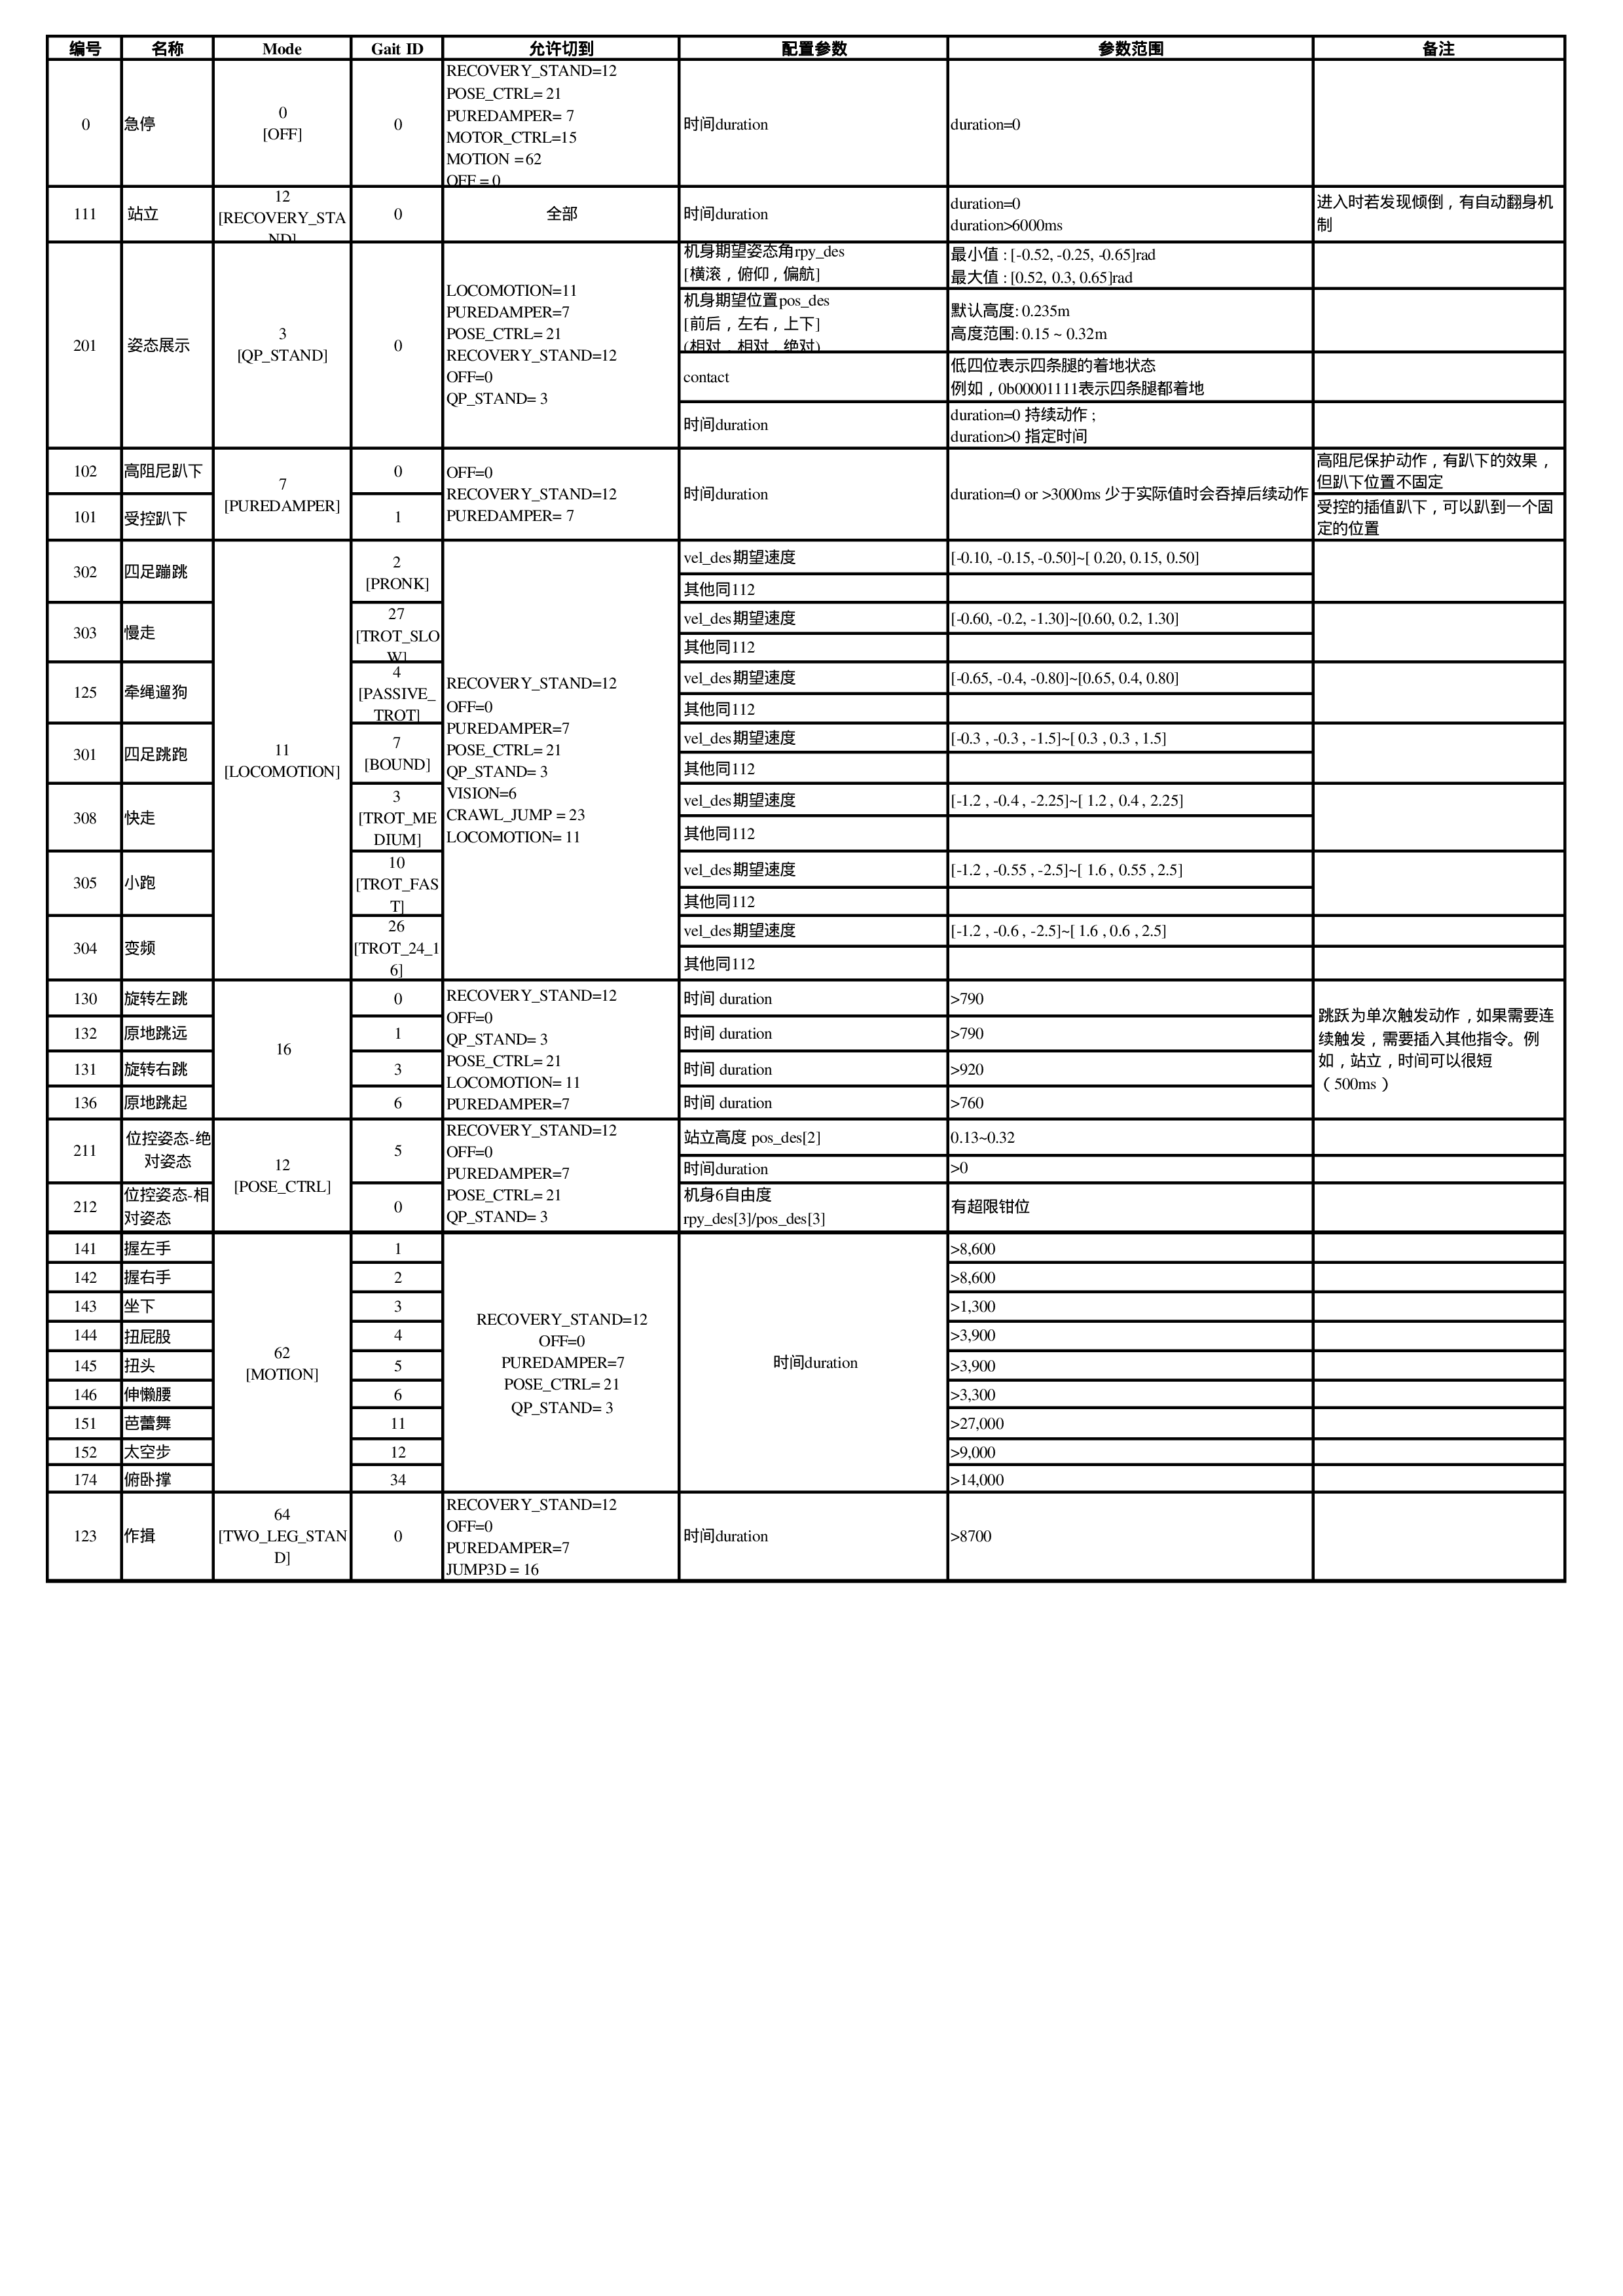 编号 名称 Mode Gait ID 允许切到 配置参数 参数范围 备注
0 急停
0
[OFF]
0
RECOVERY_STAND=12
POSE_CTRL= 21
PUREDAMPER= 7
MOTOR_CTRL=15
MOTION =62
OFF = 0
时间duration
duration=0
111 站立
12
[RECOVERY_STA
ND]
0
全部
时间duration
duration=0
duration>6000ms
进入时若发现倾倒，有自动翻身机
制
201 姿态展示
3
[QP_STAND]
0
LOCOMOTION=11
PUREDAMPER=7
POSE_CTRL= 21
RECOVERY_STAND=12
OFF=0
QP_STAND= 3
机身期望姿态角rpy_des
[横滚，俯仰，偏航]
最小值 : [-0.52, -0.25, -0.65]rad
最大值 : [0.52, 0.3, 0.65]rad
机身期望位置pos_des
[前后，左右，上下]
(相对，相对，绝对)
默认高度: 0.235m
高度范围: 0.15 ~ 0.32m
contact
低四位表示四条腿的着地状态
例如，0b00001111表示四条腿都着地
时间duration
duration=0 持续动作 ;
duration>0 指定时间
102 高阻尼趴下
7
[PUREDAMPER]
0
OFF=0
RECOVERY_STAND=12
PUREDAMPER= 7
时间duration
duration=0 or >3000ms 少于实际值时会吞掉后续动作
高阻尼保护动作，有趴下的效果，
但趴下位置不固定
101 受控趴下
1
受控的插值趴下，可以趴到一个固
定的位置
302 四足蹦跳
11
[LOCOMOTION]
2
[PRONK]
RECOVERY_STAND=12
OFF=0
PUREDAMPER=7
POSE_CTRL= 21
QP_STAND= 3
VISION=6
CRAWL_JUMP = 23
LOCOMOTION= 11
vel_des期望速度
[-0.10, -0.15, -0.50]~[ 0.20, 0.15, 0.50]
其他同112
303 慢走
27
[TROT_SLO
W]
vel_des期望速度
[-0.60, -0.2, -1.30]~[0.60, 0.2, 1.30]
其他同112
125 牵绳遛狗
4
[PASSIVE_
TROT]
vel_des期望速度
[-0.65, -0.4, -0.80]~[0.65, 0.4, 0.80]
其他同112
301 四足跳跑
7
[BOUND]
vel_des期望速度
[-0.3 , -0.3 , -1.5]~[ 0.3 , 0.3 , 1.5]
其他同112
308 快走
3
[TROT_ME
DIUM]
vel_des期望速度
[-1.2 , -0.4 , -2.25]~[ 1.2 , 0.4 , 2.25]
其他同112
305 小跑
10
[TROT_FAS
T]
vel_des期望速度
[-1.2 , -0.55 , -2.5]~[ 1.6 , 0.55 , 2.5]
其他同112
304 变频
26
[TROT_24_1
6]
vel_des期望速度
[-1.2 , -0.6 , -2.5]~[ 1.6 , 0.6 , 2.5]
其他同112
130 旋转左跳
16
0
RECOVERY_STAND=12
OFF=0
QP_STAND= 3
POSE_CTRL= 21
LOCOMOTION= 11
PUREDAMPER=7
时间 duration
>790
跳跃为单次触发动作，如果需要连
续触发，需要插入其他指令。例
如，站立，时间可以很短
（500ms）
132 原地跳远
1
时间 duration
>790
131 旋转右跳
3
时间 duration
>920
136 原地跳起
6
时间 duration
>760
211 位控姿态-绝
对姿态
12
[POSE_CTRL]
5
RECOVERY_STAND=12
OFF=0
PUREDAMPER=7
POSE_CTRL= 21
QP_STAND= 3
站立高度 pos_des[2]
0.13~0.32
时间duration
>0
212 位控姿态-相
对姿态
0
机身6自由度
rpy_des[3]/pos_des[3]
有超限钳位
141 握左手
62
[MOTION]
1
RECOVERY_STAND=12
OFF=0
PUREDAMPER=7
POSE_CTRL= 21
QP_STAND= 3
时间duration
>8,600
142 握右手 2 >8,600
143 坐下 3 >1,300
144 扭屁股 4 >3,900
145 扭头 5 >3,900
146 伸懒腰 6 >3,300
151 芭蕾舞 11 >27,000
152 太空步 12 >9,000
174 俯卧撑 34 >14,000
123 作揖
64
[TWO_LEG_STAN
D]
0
RECOVERY_STAND=12
OFF=0
PUREDAMPER=7
JUMP3D = 16
时间duration
>8700